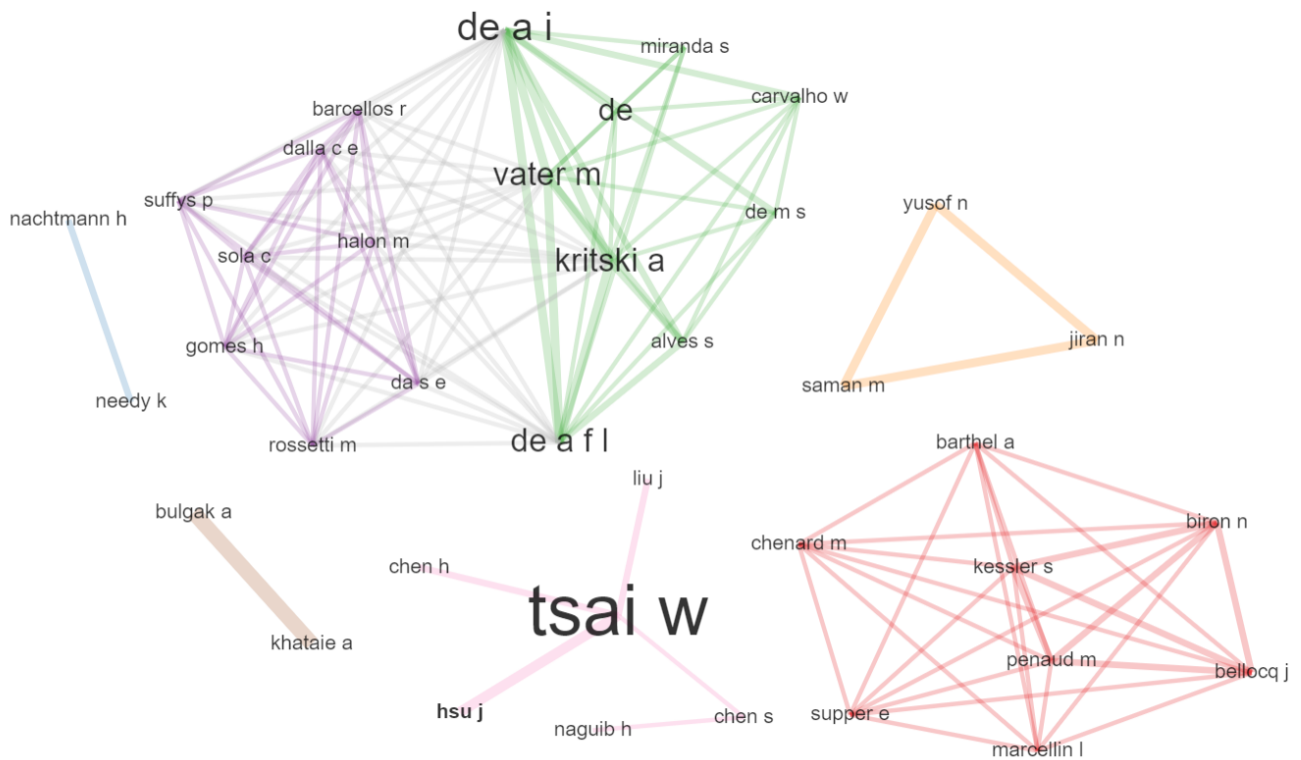 de a i
miranda s
carvalho w
barcellos r
de
dalla c e
vater m
suffys p
nachtmann h
yusof n
de m s
halon m
sola c
kritski a
gomes h
alves s
jiran n
da s e
saman m
needy k
rossetti m
de a f l
barthel a
liu j
bulgak a
biron n
chenard m
chen h
kessler s
tsai w
khataie a
penaud m
bellocq j
hsu j
chen s
supper e
naguib h
marcellin l